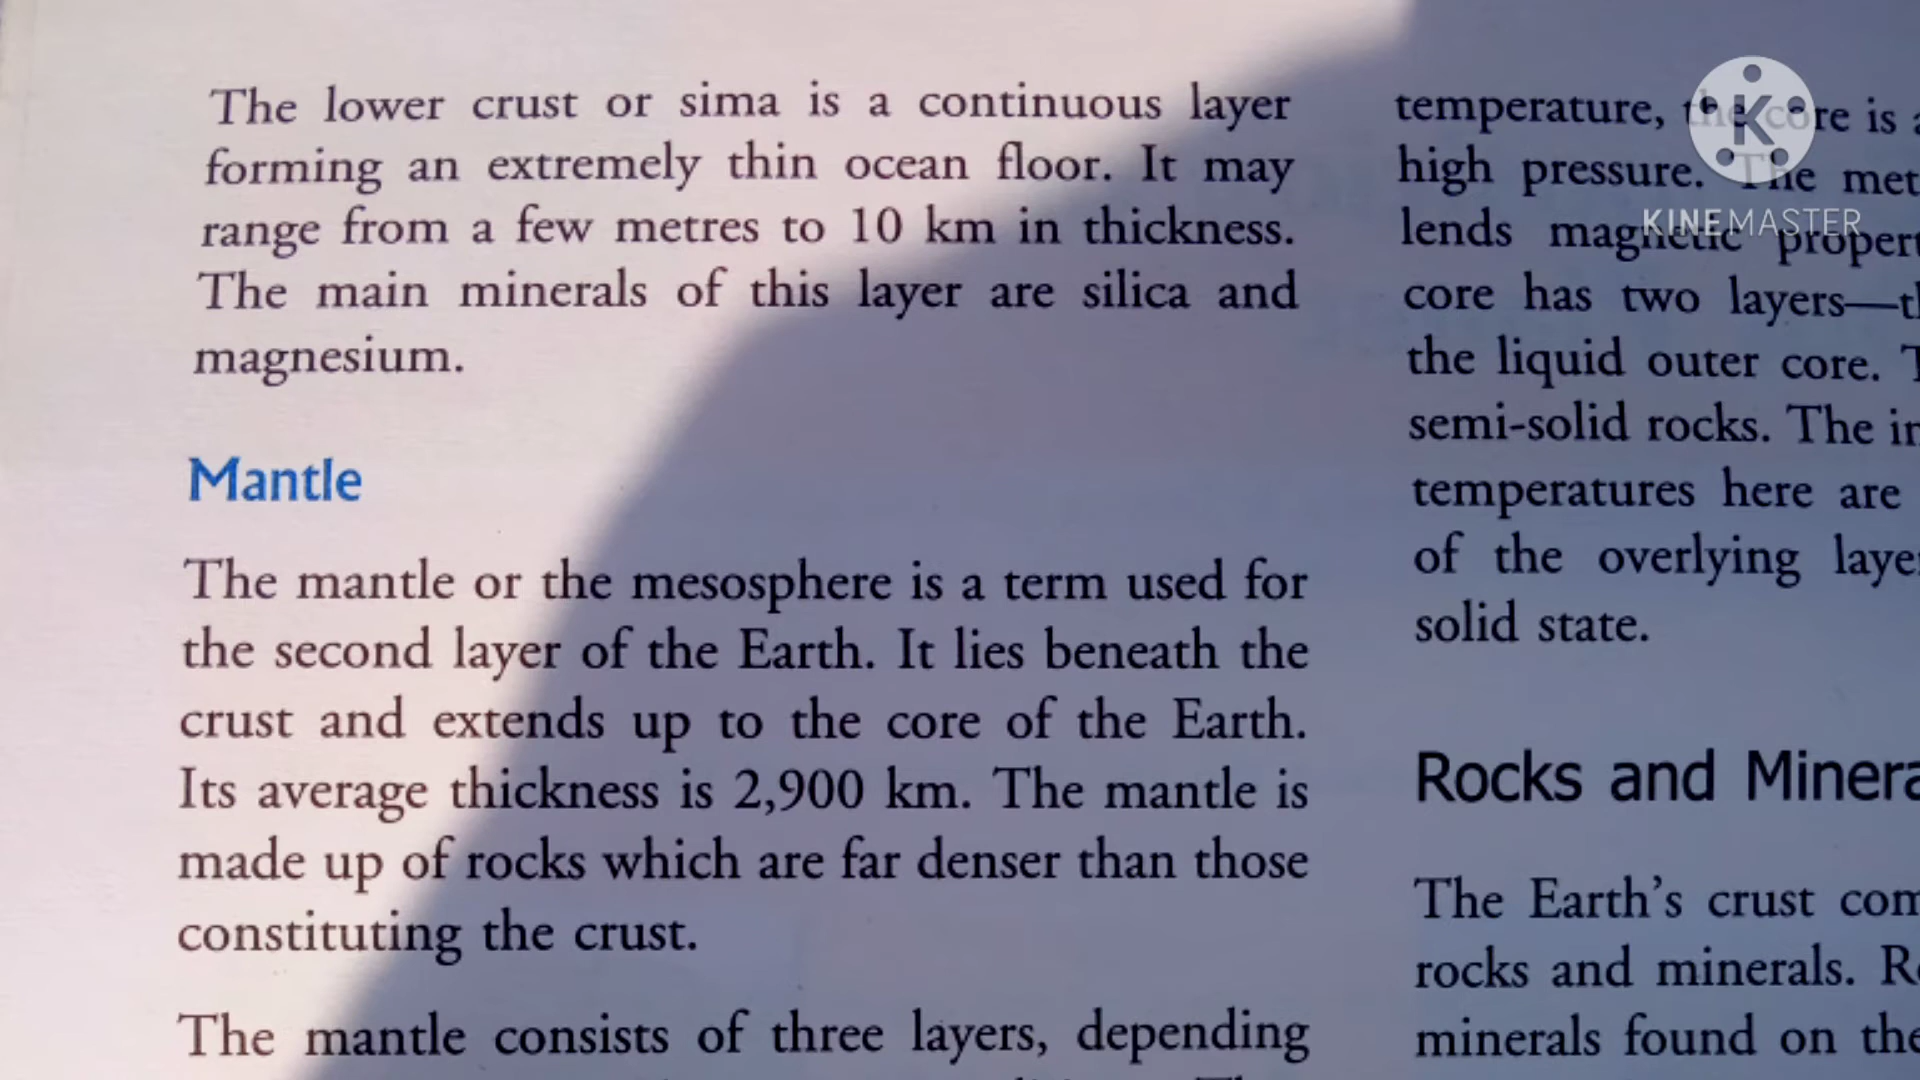 The lower crust or sima is a continuous layer
forming an extremely thin ocean floor. It may
range from a few metres to 10 km in thickness.
The main minerals of this layer are silica and
magnesium.
Mantle
The mantle or the mesosphere is a term used for
the second layer of the Earth. It lies beneath the
crust and extends up to the core of the Earth.
Its average thickness is 2,900 km. The mantle is
made up of rocks which are far denser than those
constituting the crust.
The mantle consists of three layers, depending
temperature, the core is
high pressure. The
lends magnetic
core has two layers—
the liquid outer core.
semi-solid rocks. The
temperatures here are
of the overlying
solid state.
Rocks and
The Earth's crust
rocks and minerals.
minerals found on the
K
KINEMASTER